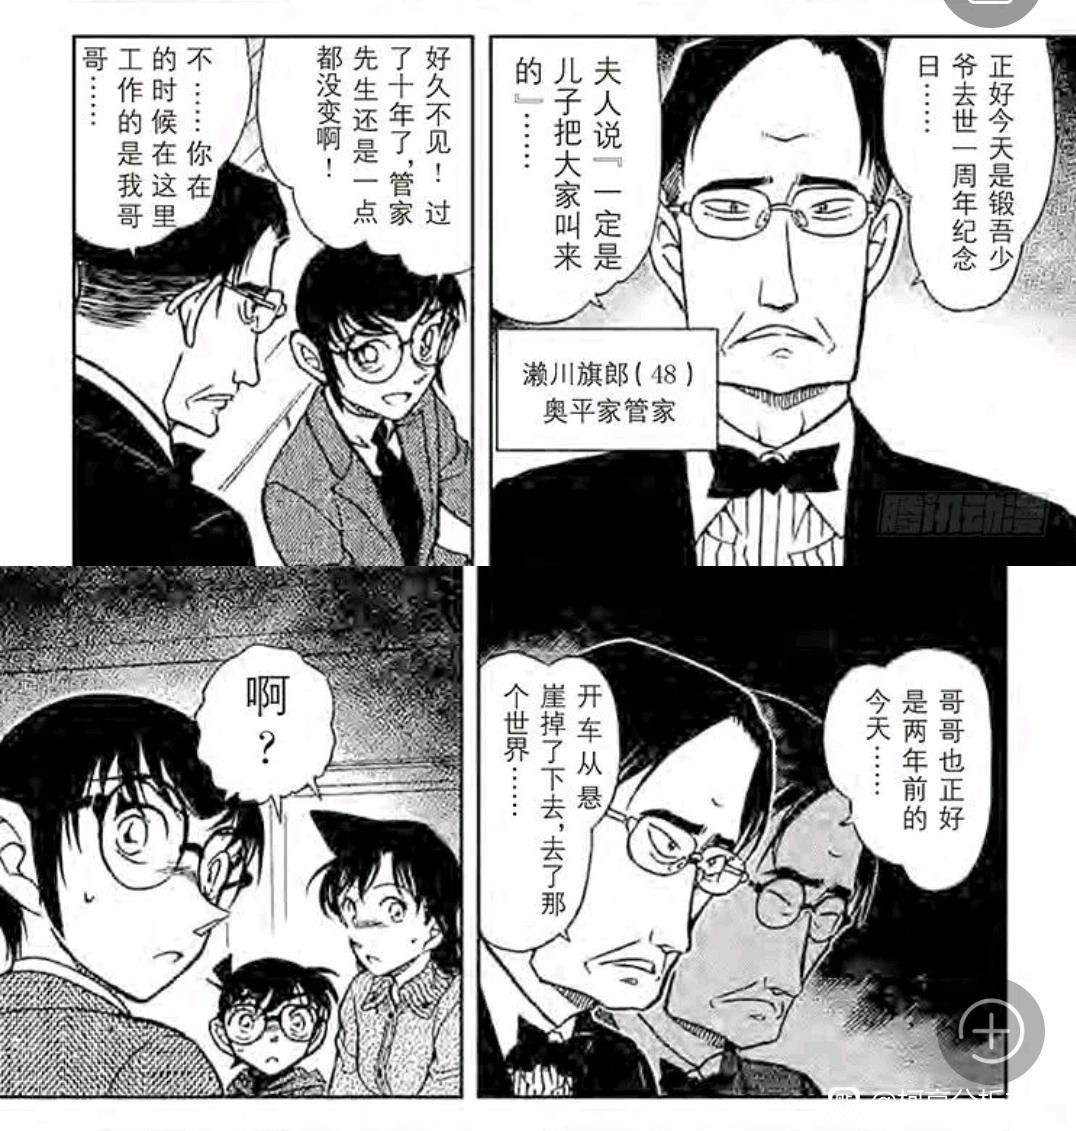 正好今天是锻吾少
爷去世一周年纪念
日……
夫人说『一定是
儿子把大家叫来
的』……
濑川旗郎(48)
奥平家管家
好久不见！过
了十年了，管家
先生还是一点
都没变啊！
不……你在
的时候在这里
工作的是我哥
哥……
哥哥也正好
是两年前的
今天……
开车从悬
崖掉了下去，去了那
个世界……
啊
？
腾讯动漫